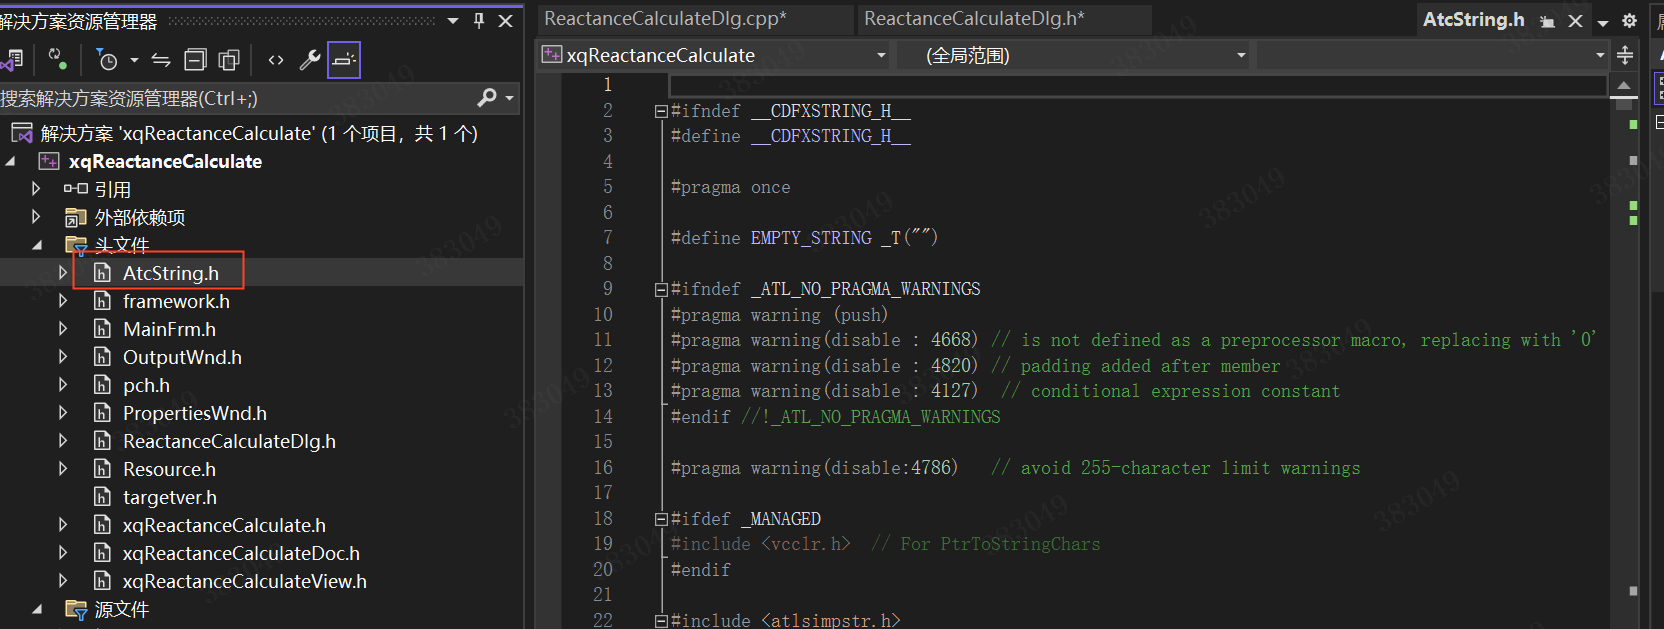 解决方案资源管理器
搜索解决方案资源管理器(Ctrl+;)
解决方案 'xqReactanceCalculate' (1 个项目，共 1 个)
xqReactanceCalculate
引用
外部依赖项
头文件
AtcString.h
framework.h
MainFrm.h
OutputWnd.h
pch.h
PropertiesWnd.h
ReactanceCalculateDlg.h
Resource.h
targetver.h
xqReactanceCalculate.h
xqReactanceCalculateDoc.h
xqReactanceCalculateView.h
源文件
ReactanceCalculateDlg.cpp*
ReactanceCalculateDlg.h*
AtcString.h
xqReactanceCalculate
(全局范围)
1
2 #ifndef __CDFXSTRING_H__
3 #define __CDFXSTRING_H__
4
5 #pragma once
6
7 #define EMPTY_STRING _T("")
8
9 #ifndef _ATL_NO_PRAGMA_WARNINGS
10 #pragma warning (push)
11 #pragma warning(disable : 4668) // is not defined as a preprocessor macro, replacing with '0'
12 #pragma warning(disable : 4820) // padding added after member
13 #pragma warning(disable : 4127)  // conditional expression constant
14 #endif //!_ATL_NO_PRAGMA_WARNINGS
15
16 #pragma warning(disable:4786)   // avoid 255-character limit warnings
17
18 #ifdef _MANAGED
19 #include <vcclr.h>  // For PtrToStringChars
20 #endif
21
22 #include <atlsimpstr.h>
383049